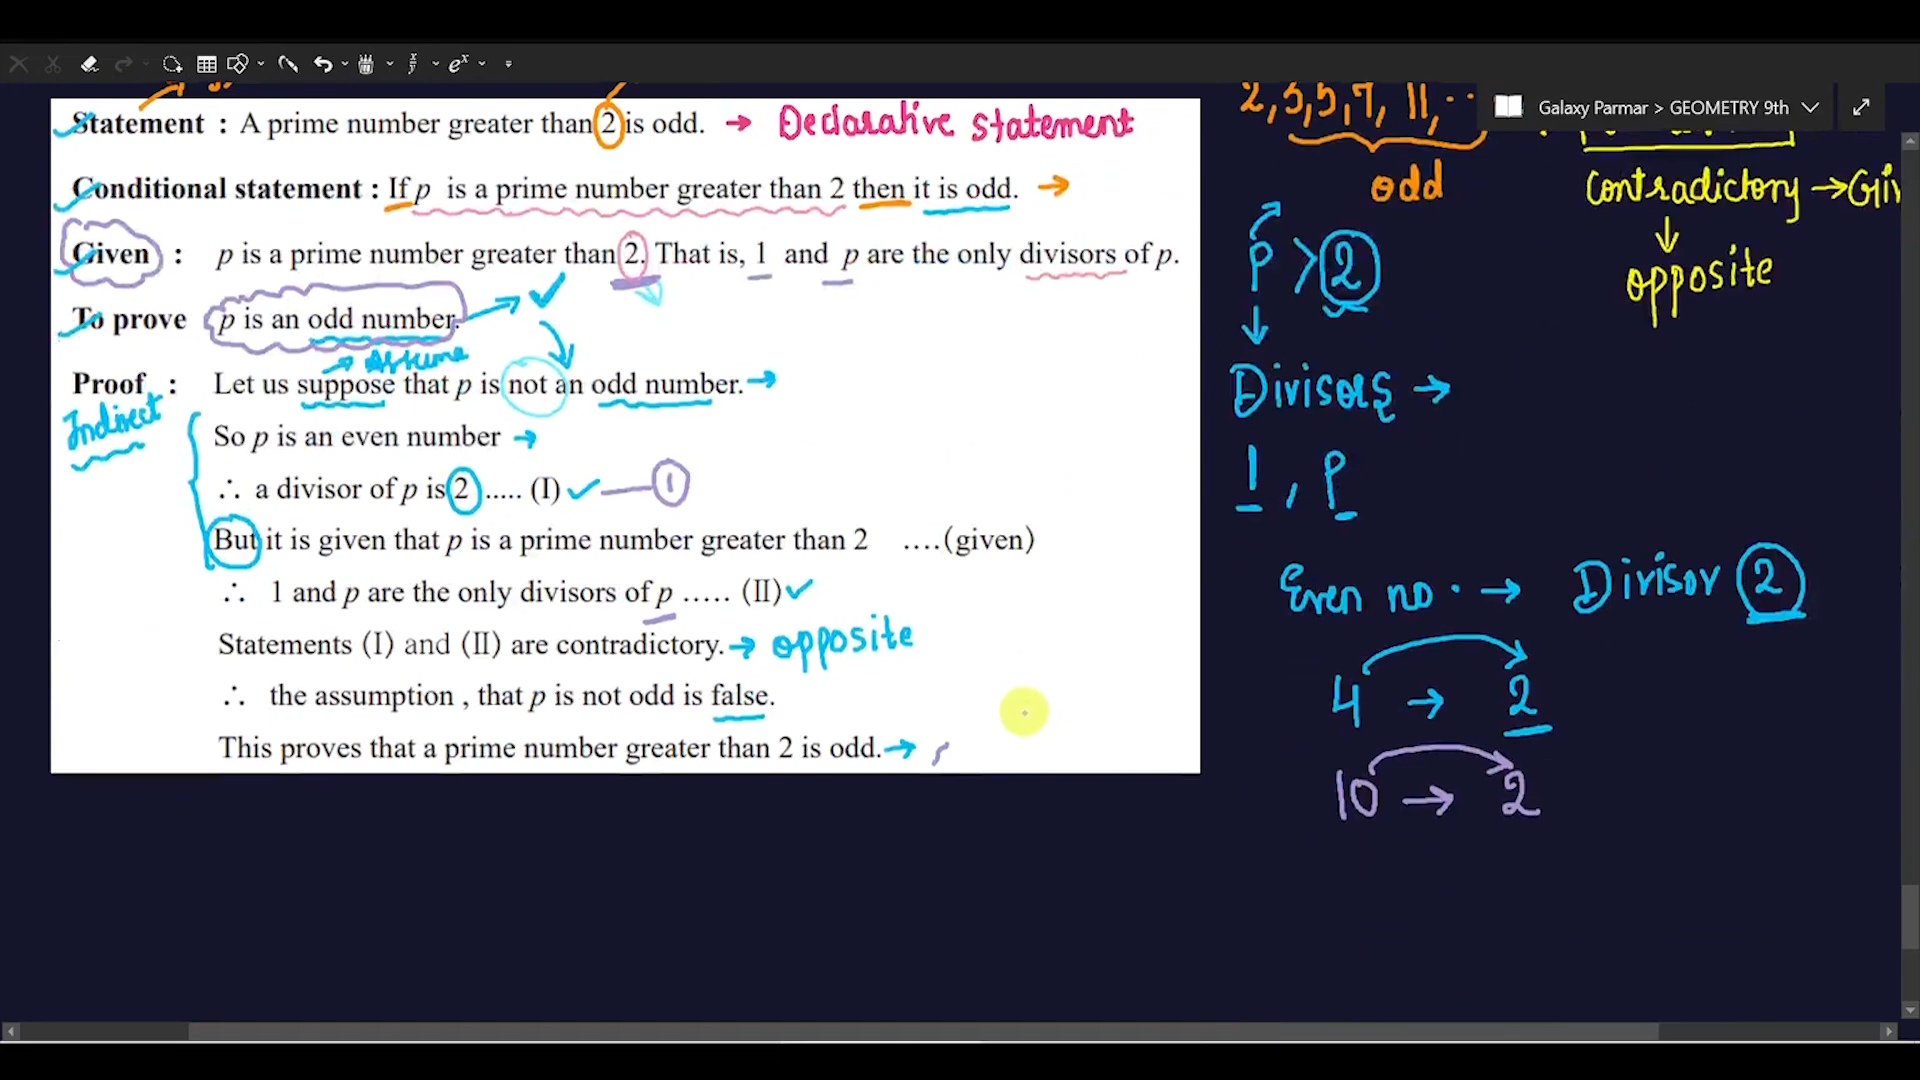 Galaxy Parmar > GEOMETRY 9th
Statement : A prime number greater than 2 is odd. → Declarative statement
Conditional statement : If p is a prime number greater than 2 then it is odd. →
Given : p is a prime number greater than 2. That is, 1 and p are the only divisors of p.
To prove p is an odd number. → ✓
→ Assume
Proof : Let us suppose that p is not an odd number. →
Indirect
So p is an even number →
∴ a divisor of p is 2 ..... (I) ✓ — 1
But it is given that p is a prime number greater than 2 ....(given)
∴ 1 and p are the only divisors of p ..... (II) ✓
Statements (I) and (II) are contradictory. → opposite
∴ the assumption , that p is not odd is false.
This proves that a prime number greater than 2 is odd. →
2, 3, 5, 7, 11, ..
odd
p > 2
↓
Divisors →
1 , p
Even no. → Divisor 2
4 → 2
10 → 2
Contradictory → Giv
↓
opposite